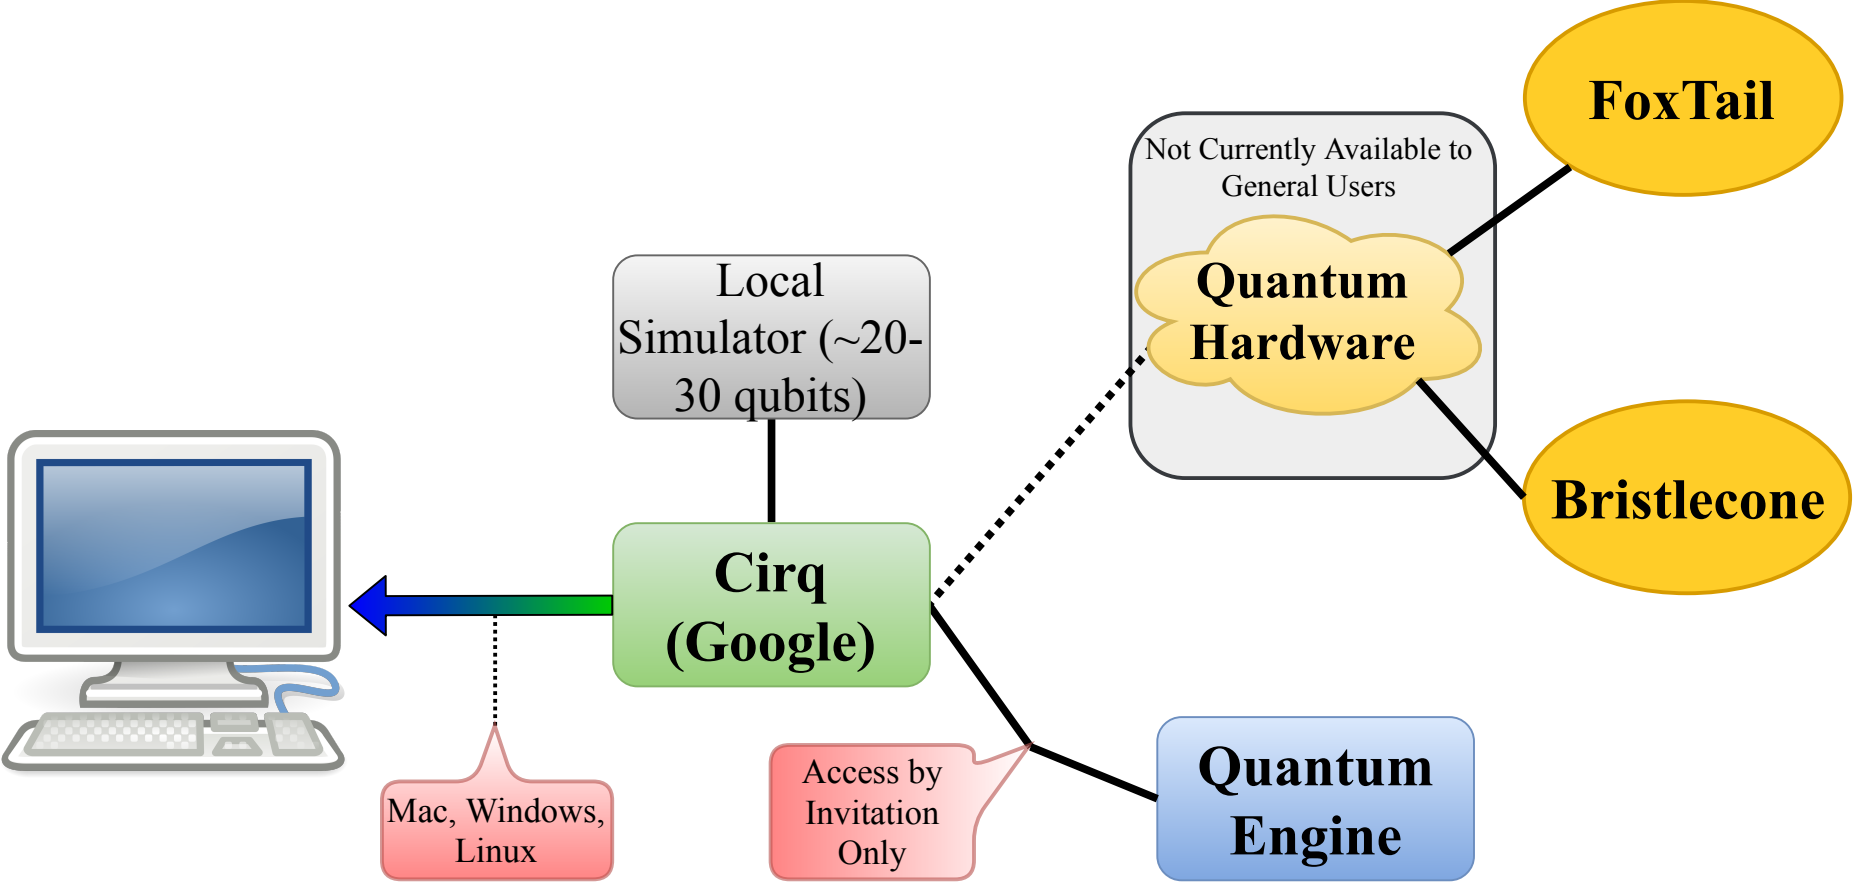 FoxTail
Not Currently Available to
General Users
Quantum
Hardware
Local
Simulator (~20-
30 qubits)
Bristlecone
Cirq
(Google)
Mac, Windows,
Linux
Access by
Invitation
Only
Quantum
Engine